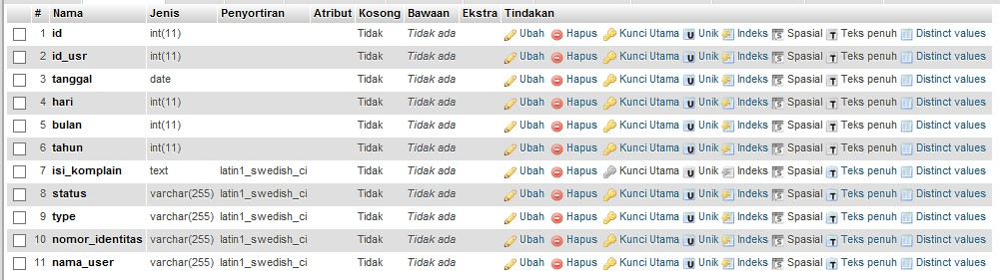 # Nama Jenis Penyortiran Atribut Kosong Bawaan Ekstra Tindakan
1 id int(11) Tidak Tidak ada Ubah Hapus Kunci Utama U Unik Indeks S Spasial T Teks penuh Distinct values
2 id_usr int(11) Tidak Tidak ada Ubah Hapus Kunci Utama U Unik Indeks S Spasial T Teks penuh Distinct values
3 tanggal date Tidak Tidak ada Ubah Hapus Kunci Utama U Unik Indeks S Spasial T Teks penuh Distinct values
4 hari int(11) Tidak Tidak ada Ubah Hapus Kunci Utama U Unik Indeks S Spasial T Teks penuh Distinct values
5 bulan int(11) Tidak Tidak ada Ubah Hapus Kunci Utama U Unik Indeks S Spasial T Teks penuh Distinct values
6 tahun int(11) Tidak Tidak ada Ubah Hapus Kunci Utama U Unik Indeks S Spasial T Teks penuh Distinct values
7 isi_komplain text latin1_swedish_ci Tidak Tidak ada Ubah Hapus Kunci Utama U Unik Indeks S Spasial T Teks penuh Distinct values
8 status varchar(255) latin1_swedish_ci Tidak Tidak ada Ubah Hapus Kunci Utama U Unik Indeks S Spasial T Teks penuh Distinct values
9 type varchar(255) latin1_swedish_ci Tidak Tidak ada Ubah Hapus Kunci Utama U Unik Indeks S Spasial T Teks penuh Distinct values
10 nomor_identitas varchar(255) latin1_swedish_ci Tidak Tidak ada Ubah Hapus Kunci Utama U Unik Indeks S Spasial T Teks penuh Distinct values
11 nama_user varchar(255) latin1_swedish_ci Tidak Tidak ada Ubah Hapus Kunci Utama U Unik Indeks S Spasial T Teks penuh Distinct values